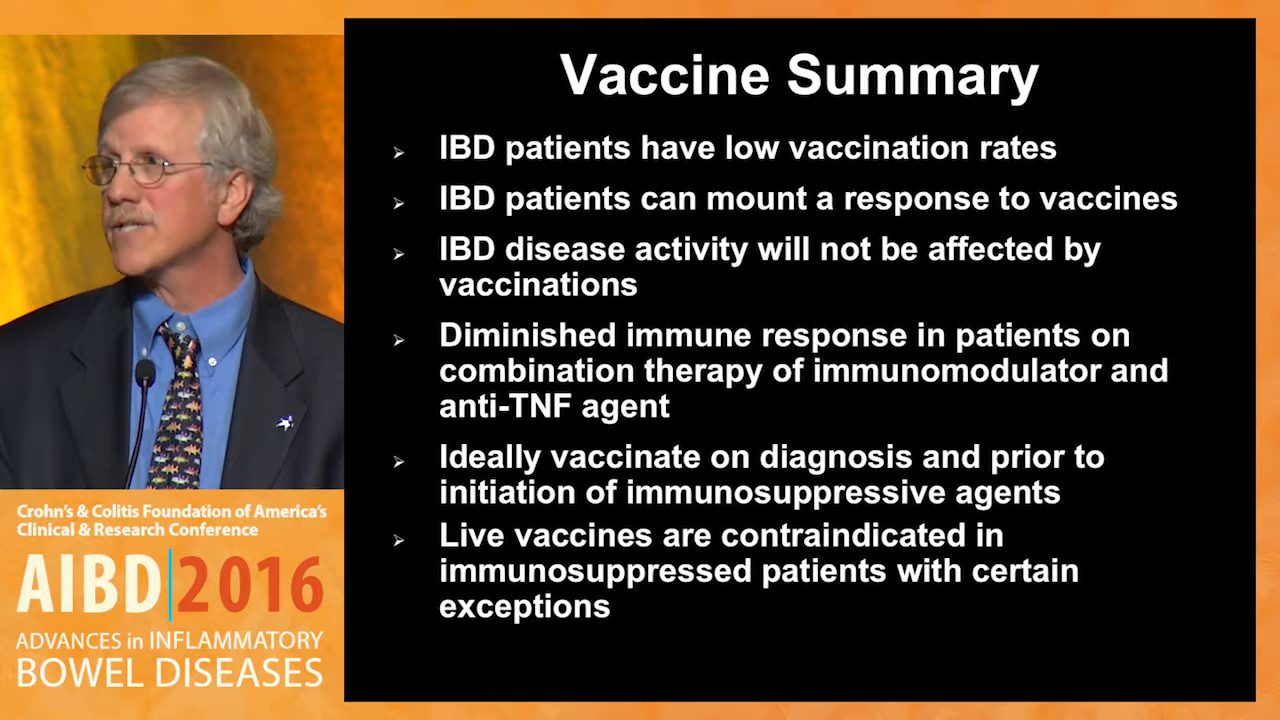 Vaccine Summary
IBD patients have low vaccination rates
IBD patients can mount a response to vaccines
IBD disease activity will not be affected by
vaccinations
Diminished immune response in patients on
combination therapy of immunomodulator and
anti-TNF agent
Ideally vaccinate on diagnosis and prior to
initiation of immunosuppressive agents
Live vaccines are contraindicated in
immunosuppressed patients with certain
exceptions
Crohn's & Colitis Foundation of America's
Clinical & Research Conference
AIBD|2016
ADVANCES in INFLAMMATORY
BOWEL DISEASES